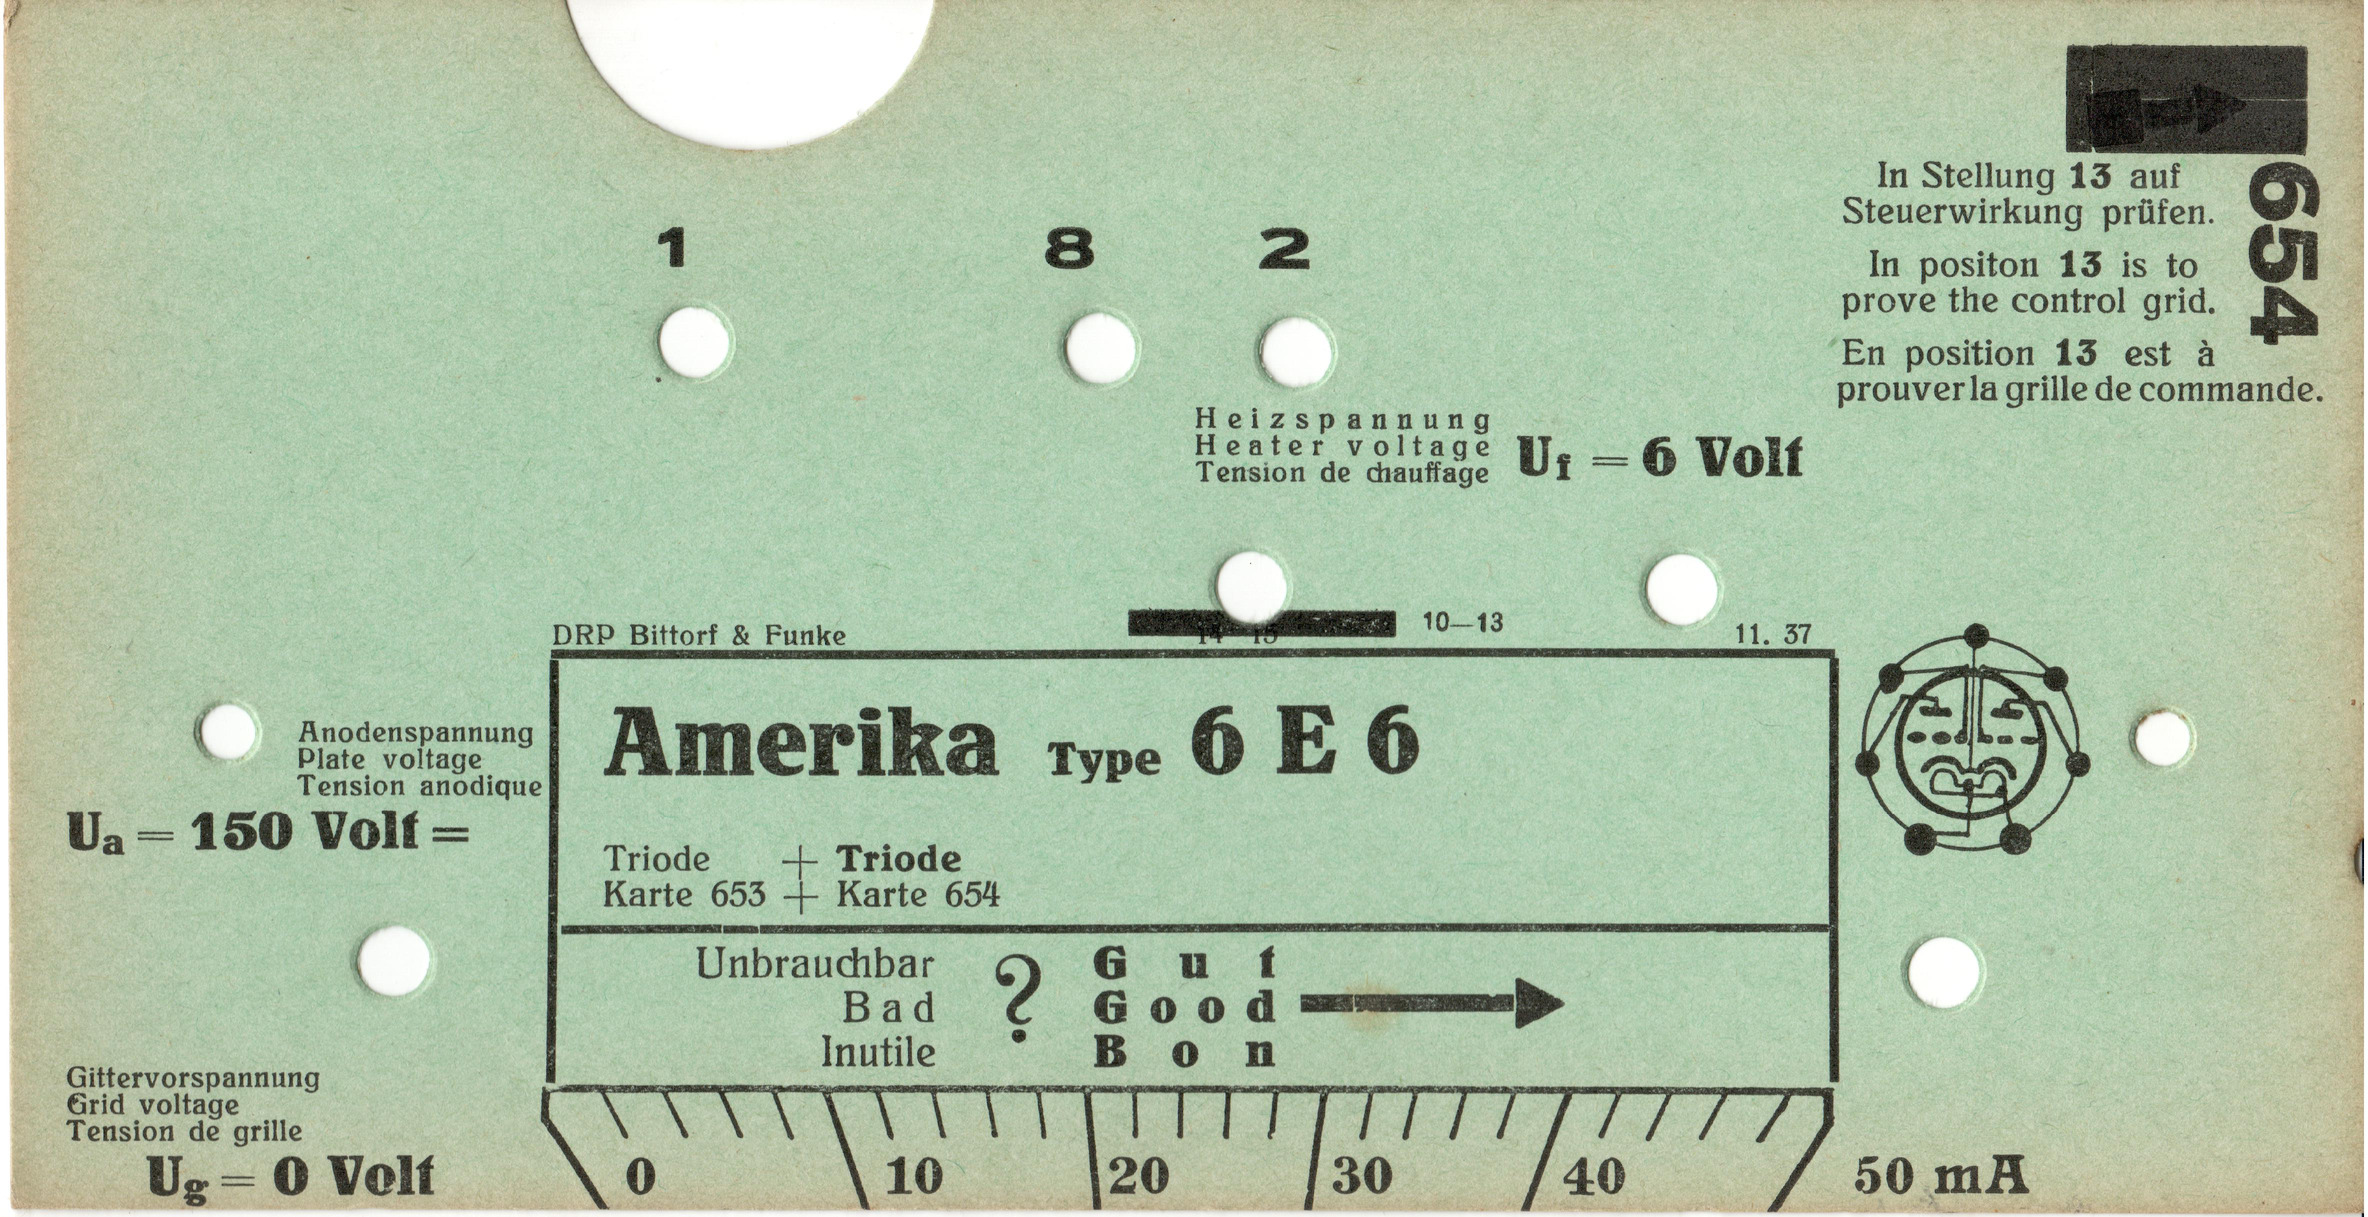 654
In Stellung 13 auf
Steuerwirkung prüfen.
In positon 13 is to
prove the control grid.
En position 13 est à
prouver la grille de commande.
1 8 2
Heizspannung
Heater voltage
Tension de chauffage
Uf = 6 Volt
DRP Bittorf & Funke
14—15
10—13
11. 37
Anodenspannung
Plate voltage
Tension anodique
Ua = 150 Volt =
Amerika Type 6 E 6
Triode + Triode
Karte 653 + Karte 654
Unbrauchbar ? Gut
Bad Good
Inutile Bon
Gittervorspannung
Grid voltage
Tension de grille
Ug = 0 Volt
0 10 20 30 40 50 mA